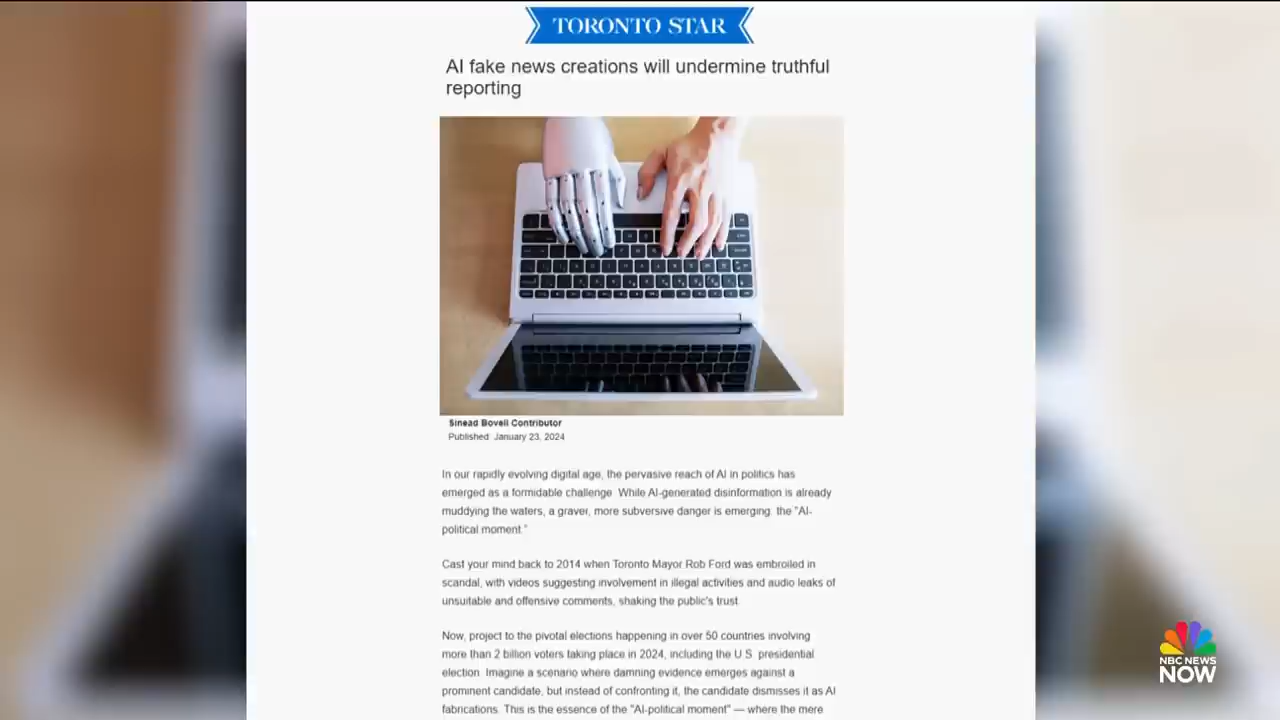 TORONTO STAR
AI fake news creations will undermine truthful
reporting
Sinead Bovell Contributor
Published January 23, 2024
In our rapidly evolving digital age, the pervasive reach of AI in politics has
emerged as a formidable challenge. While AI-generated disinformation is already
muddying the waters, a graver, more subversive danger is emerging: the "AI-
political moment."
Cast your mind back to 2014 when Toronto Mayor Rob Ford was embroiled in
scandal, with videos suggesting involvement in illegal activities and audio leaks of
unsuitable and offensive comments, shaking the public's trust.
Now, project to the pivotal elections happening in over 50 countries involving
more than 2 billion voters taking place in 2024, including the U.S. presidential
election. Imagine a scenario where damning evidence emerges against a
prominent candidate, but instead of confronting it, the candidate dismisses it as AI
fabrications. This is the essence of the "AI-political moment" — where the mere
NBC NEWS
NOW